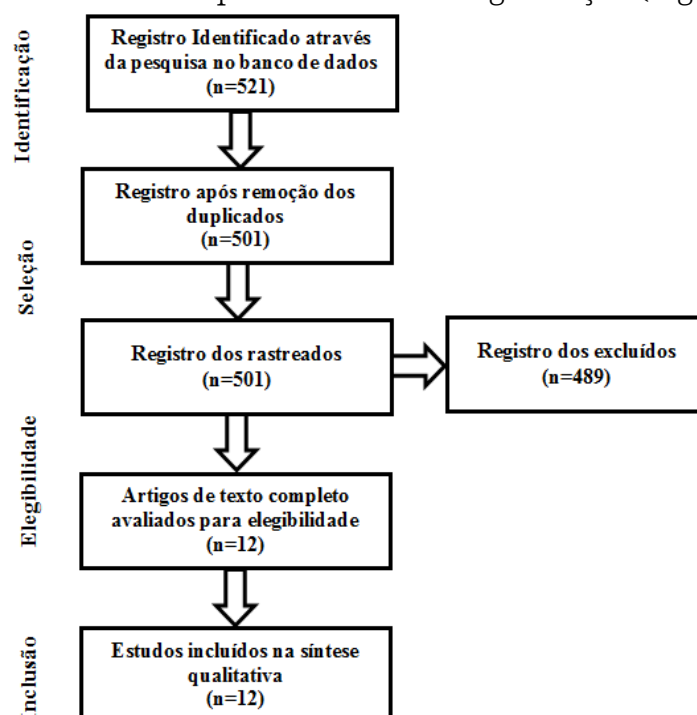 Identificação
Registro Identificado através
da pesquisa no banco de dados
(n=521)
Registro após remoção dos
duplicados
(n=501)
Seleção
Registro dos rastreados
(n=501)
Registro dos excluídos
(n=489)
Elegibilidade
Artigos de texto completo
avaliados para elegibilidade
(n=12)
Inclusão
Estudos incluídos na síntese
qualitativa
(n=12)